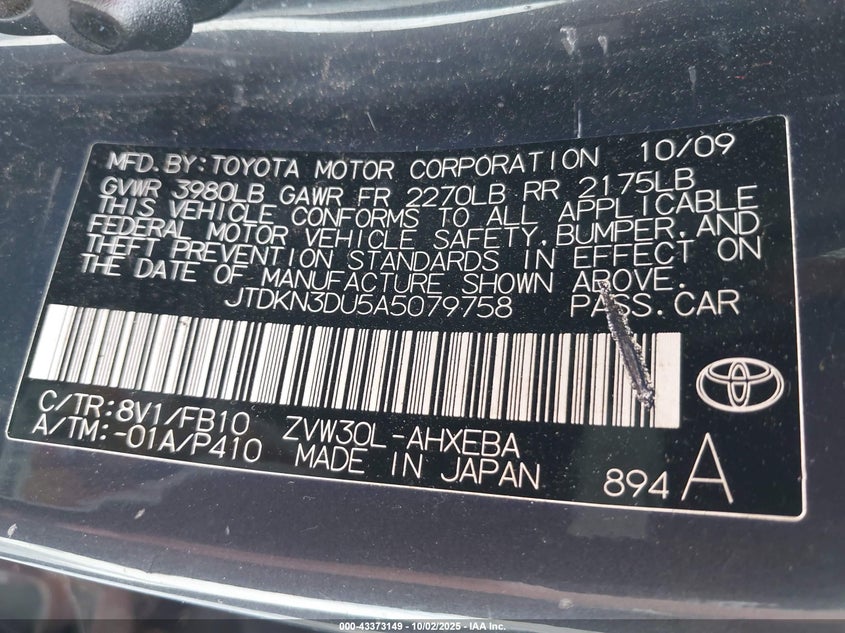 MFD.BY:TOYOTA MOTOR CORPORATION 10/09
GVWR 3980LB GAWR FR 2270LB RR 2175LB
THIS VEHICLE CONFORMS TO ALL APPLICABLE
FEDERAL MOTOR VEHICLE SAFETY,BUMPER,AND
THEFT PREVENTION STANDARDS IN EFFECT ON
THE DATE OF MANUFACTURE SHOWN ABOVE.
JTDKN3DU5A5079758 PASS.CAR
C/TR:8V1/FB10 ZVW30L-AHXEBA
A/TM:-01A/P410 MADE IN JAPAN 894 A
000-43373149 - 10/02/2025 - IAA Inc.